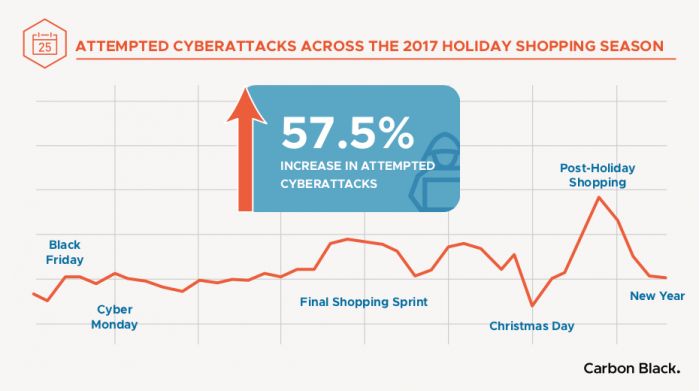 25
ATTEMPTED CYBERATTACKS ACROSS THE 2017 HOLIDAY SHOPPING SEASON
57.5%
INCREASE IN ATTEMPTED
CYBERATTACKS
Post-Holiday
Shopping
Black
Friday
Cyber
Monday
Final Shopping Sprint
Christmas Day
New Year
Carbon Black.